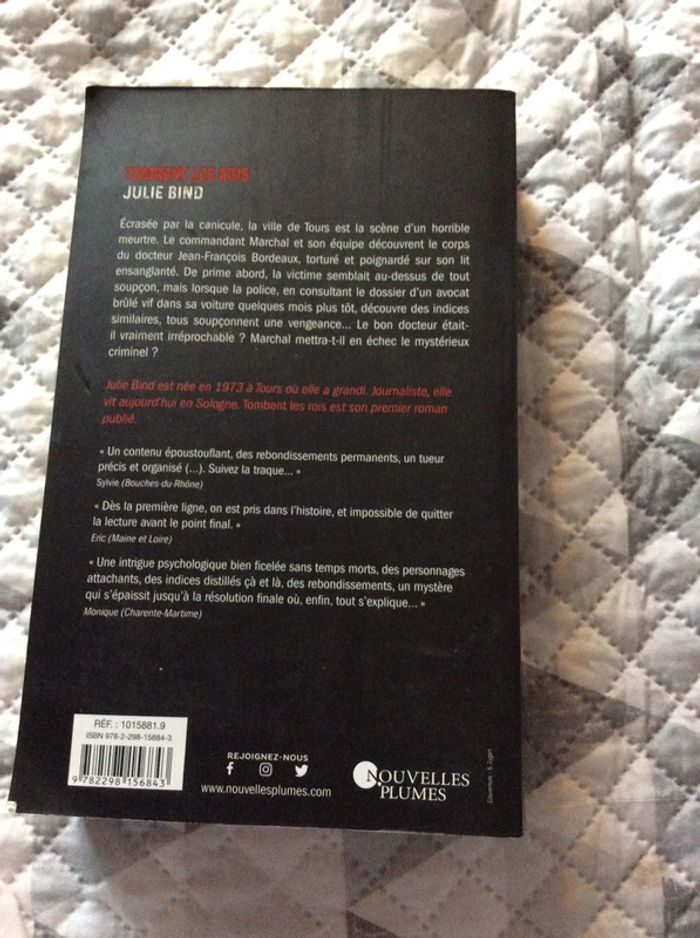 TOMBENT LES ROIS
JULIE BIND
Écrasée par la canicule, la ville de Tours est la scène d'un horrible
meurtre. Le commandant Marchal et son équipe découvrent le corps
du docteur Jean-François Bordeaux, torturé et poignardé sur son lit
ensanglanté. De prime abord, la victime semblait au-dessus de tout
soupçon, mais lorsque la police, en consultant le dossier d'un avocat
brûlé vif dans sa voiture quelques mois plus tôt, découvre des indices
similaires, tous soupçonnent une vengeance... Le bon docteur était-
il vraiment irréprochable ? Marchal mettra-t-il en échec le mystérieux
criminel ?
Julie Bind est née en 1973 à Tours où elle a grandi. Journaliste, elle
vit aujourd'hui en Sologne. Tombent les rois est son premier roman
publié.
« Un contenu époustouflant, des rebondissements permanents, un tueur
précis et organisé (...). Suivez la traque... »
Sylvie (Bouches-du-Rhône)
« Dès la première ligne, on est pris dans l'histoire, et impossible de quitter
la lecture avant le point final. »
Eric (Maine et Loire)
« Une intrigue psychologique bien ficelée sans temps morts, des personnages
attachants, des indices distillés çà et là, des rebondissements, un mystère
qui s'épaissit jusqu'à la résolution finale où, enfin, tout s'explique... »
Monique (Charente-Martime)
RÉF. : 1015881.9
ISBN 978-2-298-15684-3
9 782298 156843
REJOIGNEZ-NOUS
www.nouvellesplumes.com
NOUVELLES
PLUMES
Couverture :